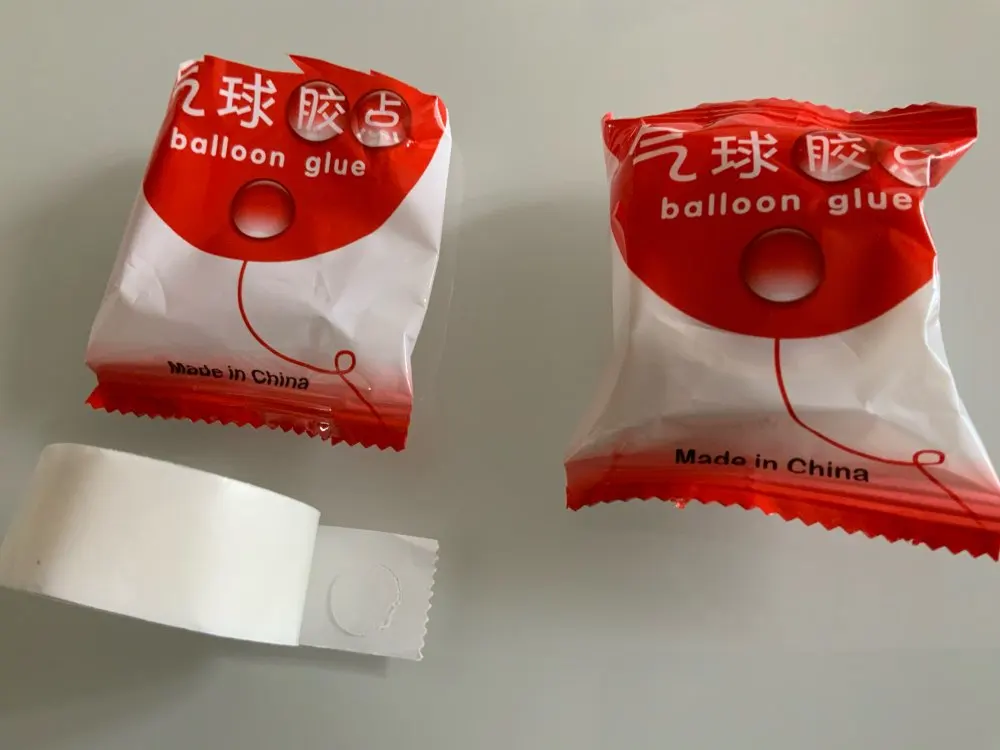 气球胶点
balloon glue
Made in China
气球胶
balloon glue
Made in China